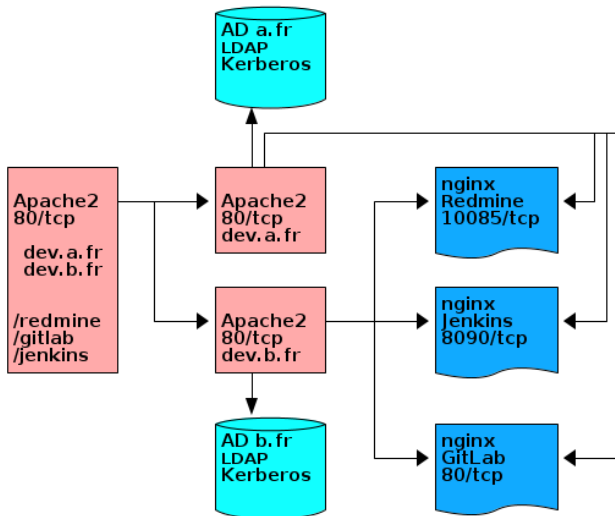 AD a.fr
LDAP
Kerberos
Apache2
80/tcp
dev.a.fr
dev.b.fr
/redmine
/gitlab
/jenkins
Apache2
80/tcp
dev.a.fr
nginx
Redmine
10085/tcp
Apache2
80/tcp
dev.b.fr
nginx
Jenkins
8090/tcp
AD b.fr
LDAP
Kerberos
nginx
GitLab
80/tcp